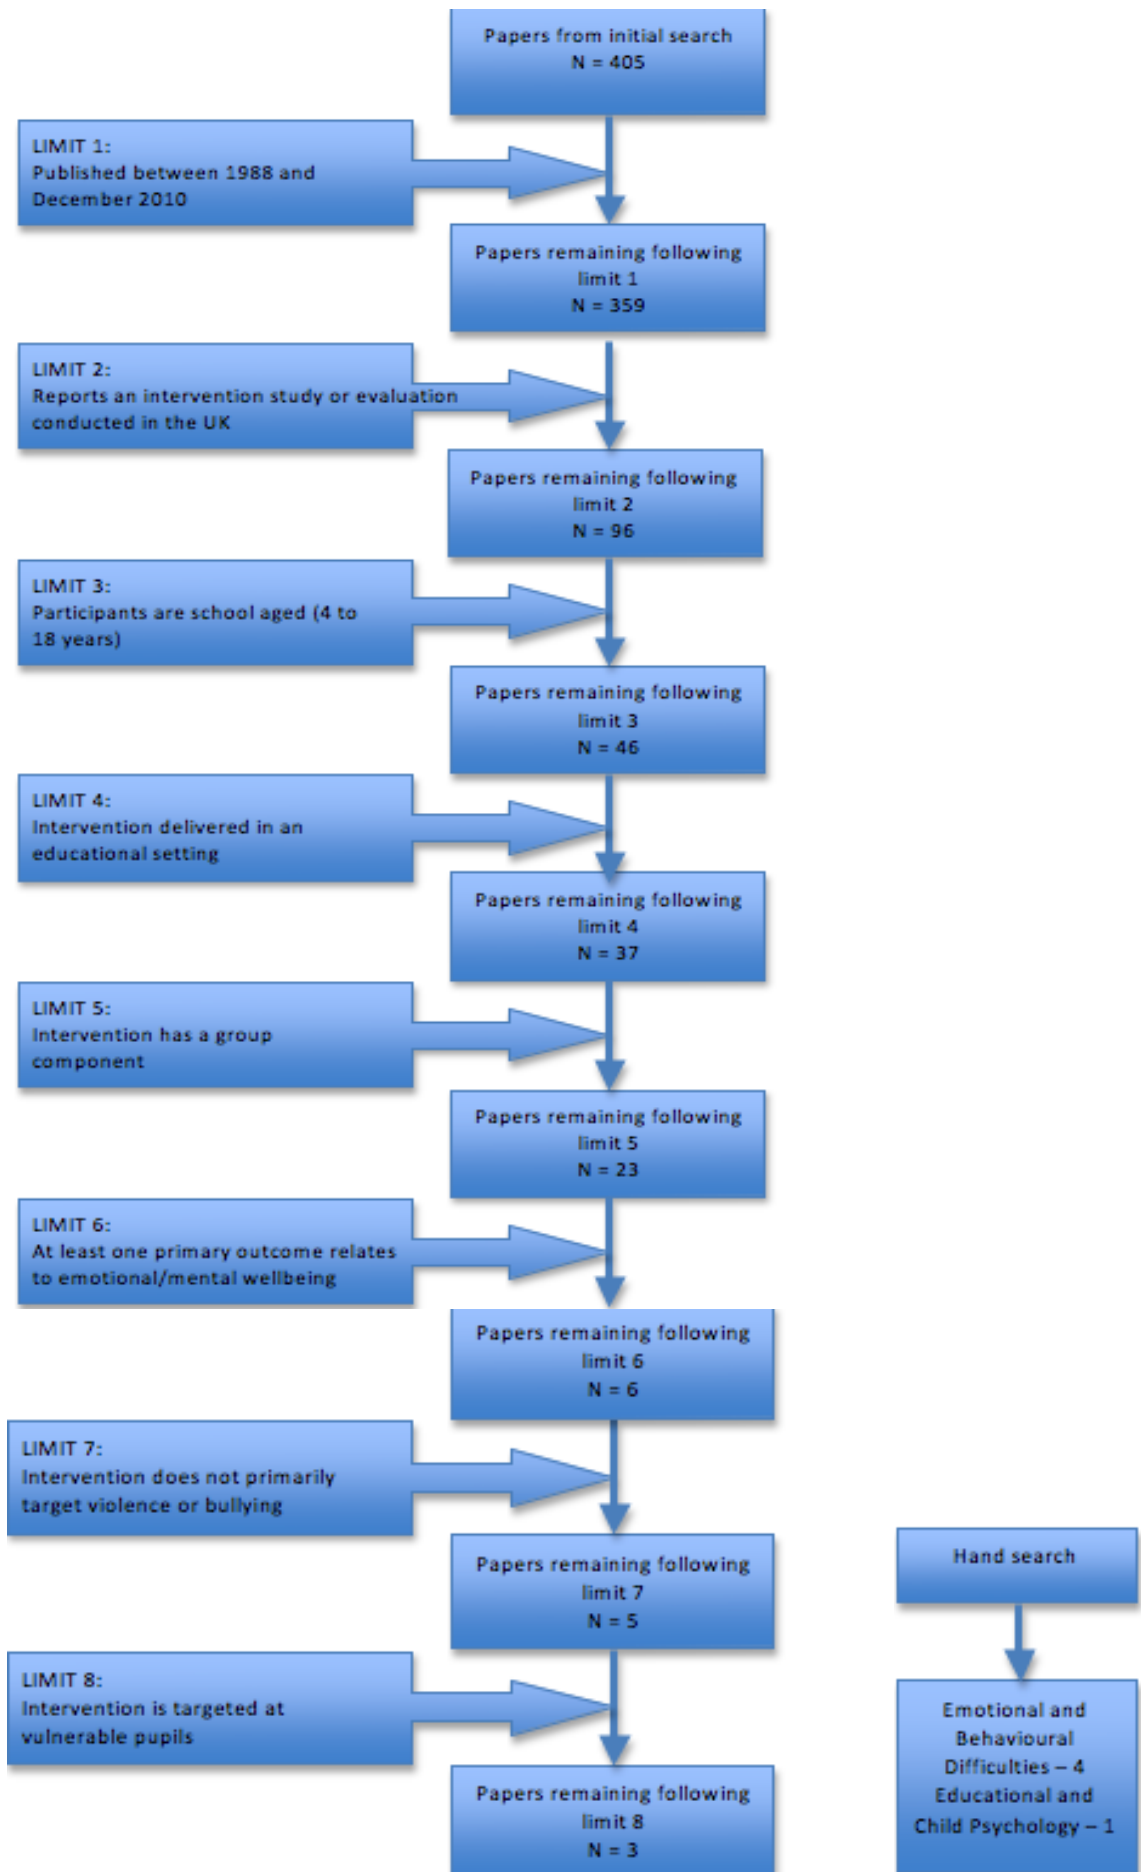 Papers from initial search
N = 405
LIMIT 1:
Published between 1988 and
December 2010
Papers remaining following
limit 1
N = 359
LIMIT 2:
Reports an intervention study or evaluation
conducted in the UK
Papers remaining following
limit 2
N = 96
LIMIT 3:
Participants are school aged (4 to
18 years)
Papers remaining following
limit 3
N = 46
LIMIT 4:
Intervention delivered in an
educational setting
Papers remaining following
limit 4
N = 37
LIMIT 5:
Intervention has a group
component
Papers remaining following
limit 5
N = 23
LIMIT 6:
At least one primary outcome relates
to emotional/mental wellbeing
Papers remaining following
limit 6
N = 6
LIMIT 7:
Intervention does not primarily
target violence or bullying
Papers remaining following
limit 7
N = 5
LIMIT 8:
Intervention is targeted at
vulnerable pupils
Papers remaining following
limit 8
N = 3
Hand search
Emotional and
Behavioural
Difficulties – 4
Educational and
Child Psychology – 1